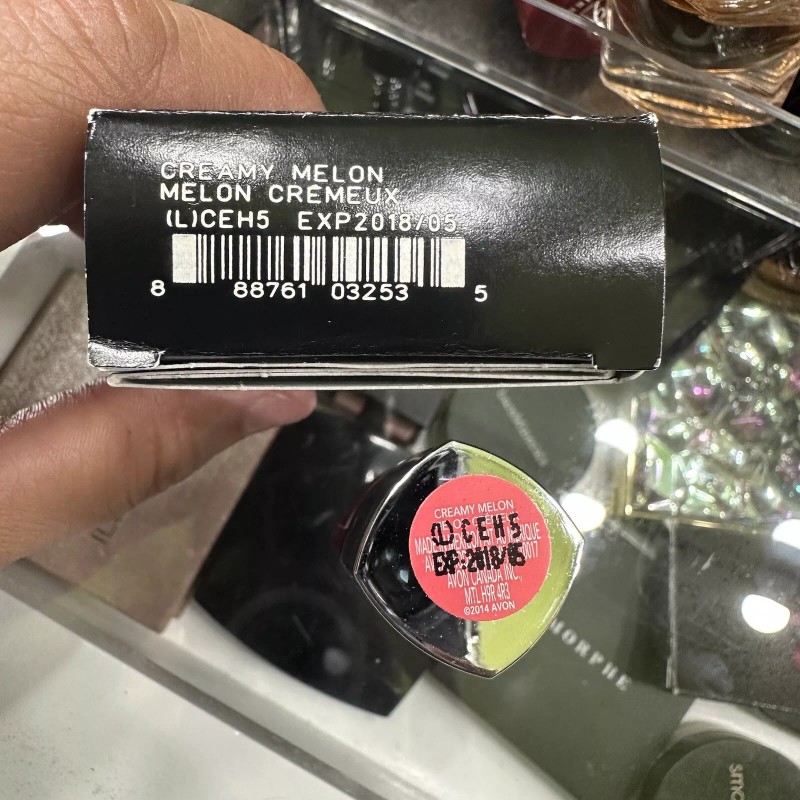 CREAMY MELON
MELON CRÉMEUX
(L)CEH5 EXP2018/05
8 88761 03253 5
CREAMY MELON
(L)CEH5
EXP:2018/05
AVON CANADA INC.,
MTL H9R 4R3
©2014 AVON
MORPHE